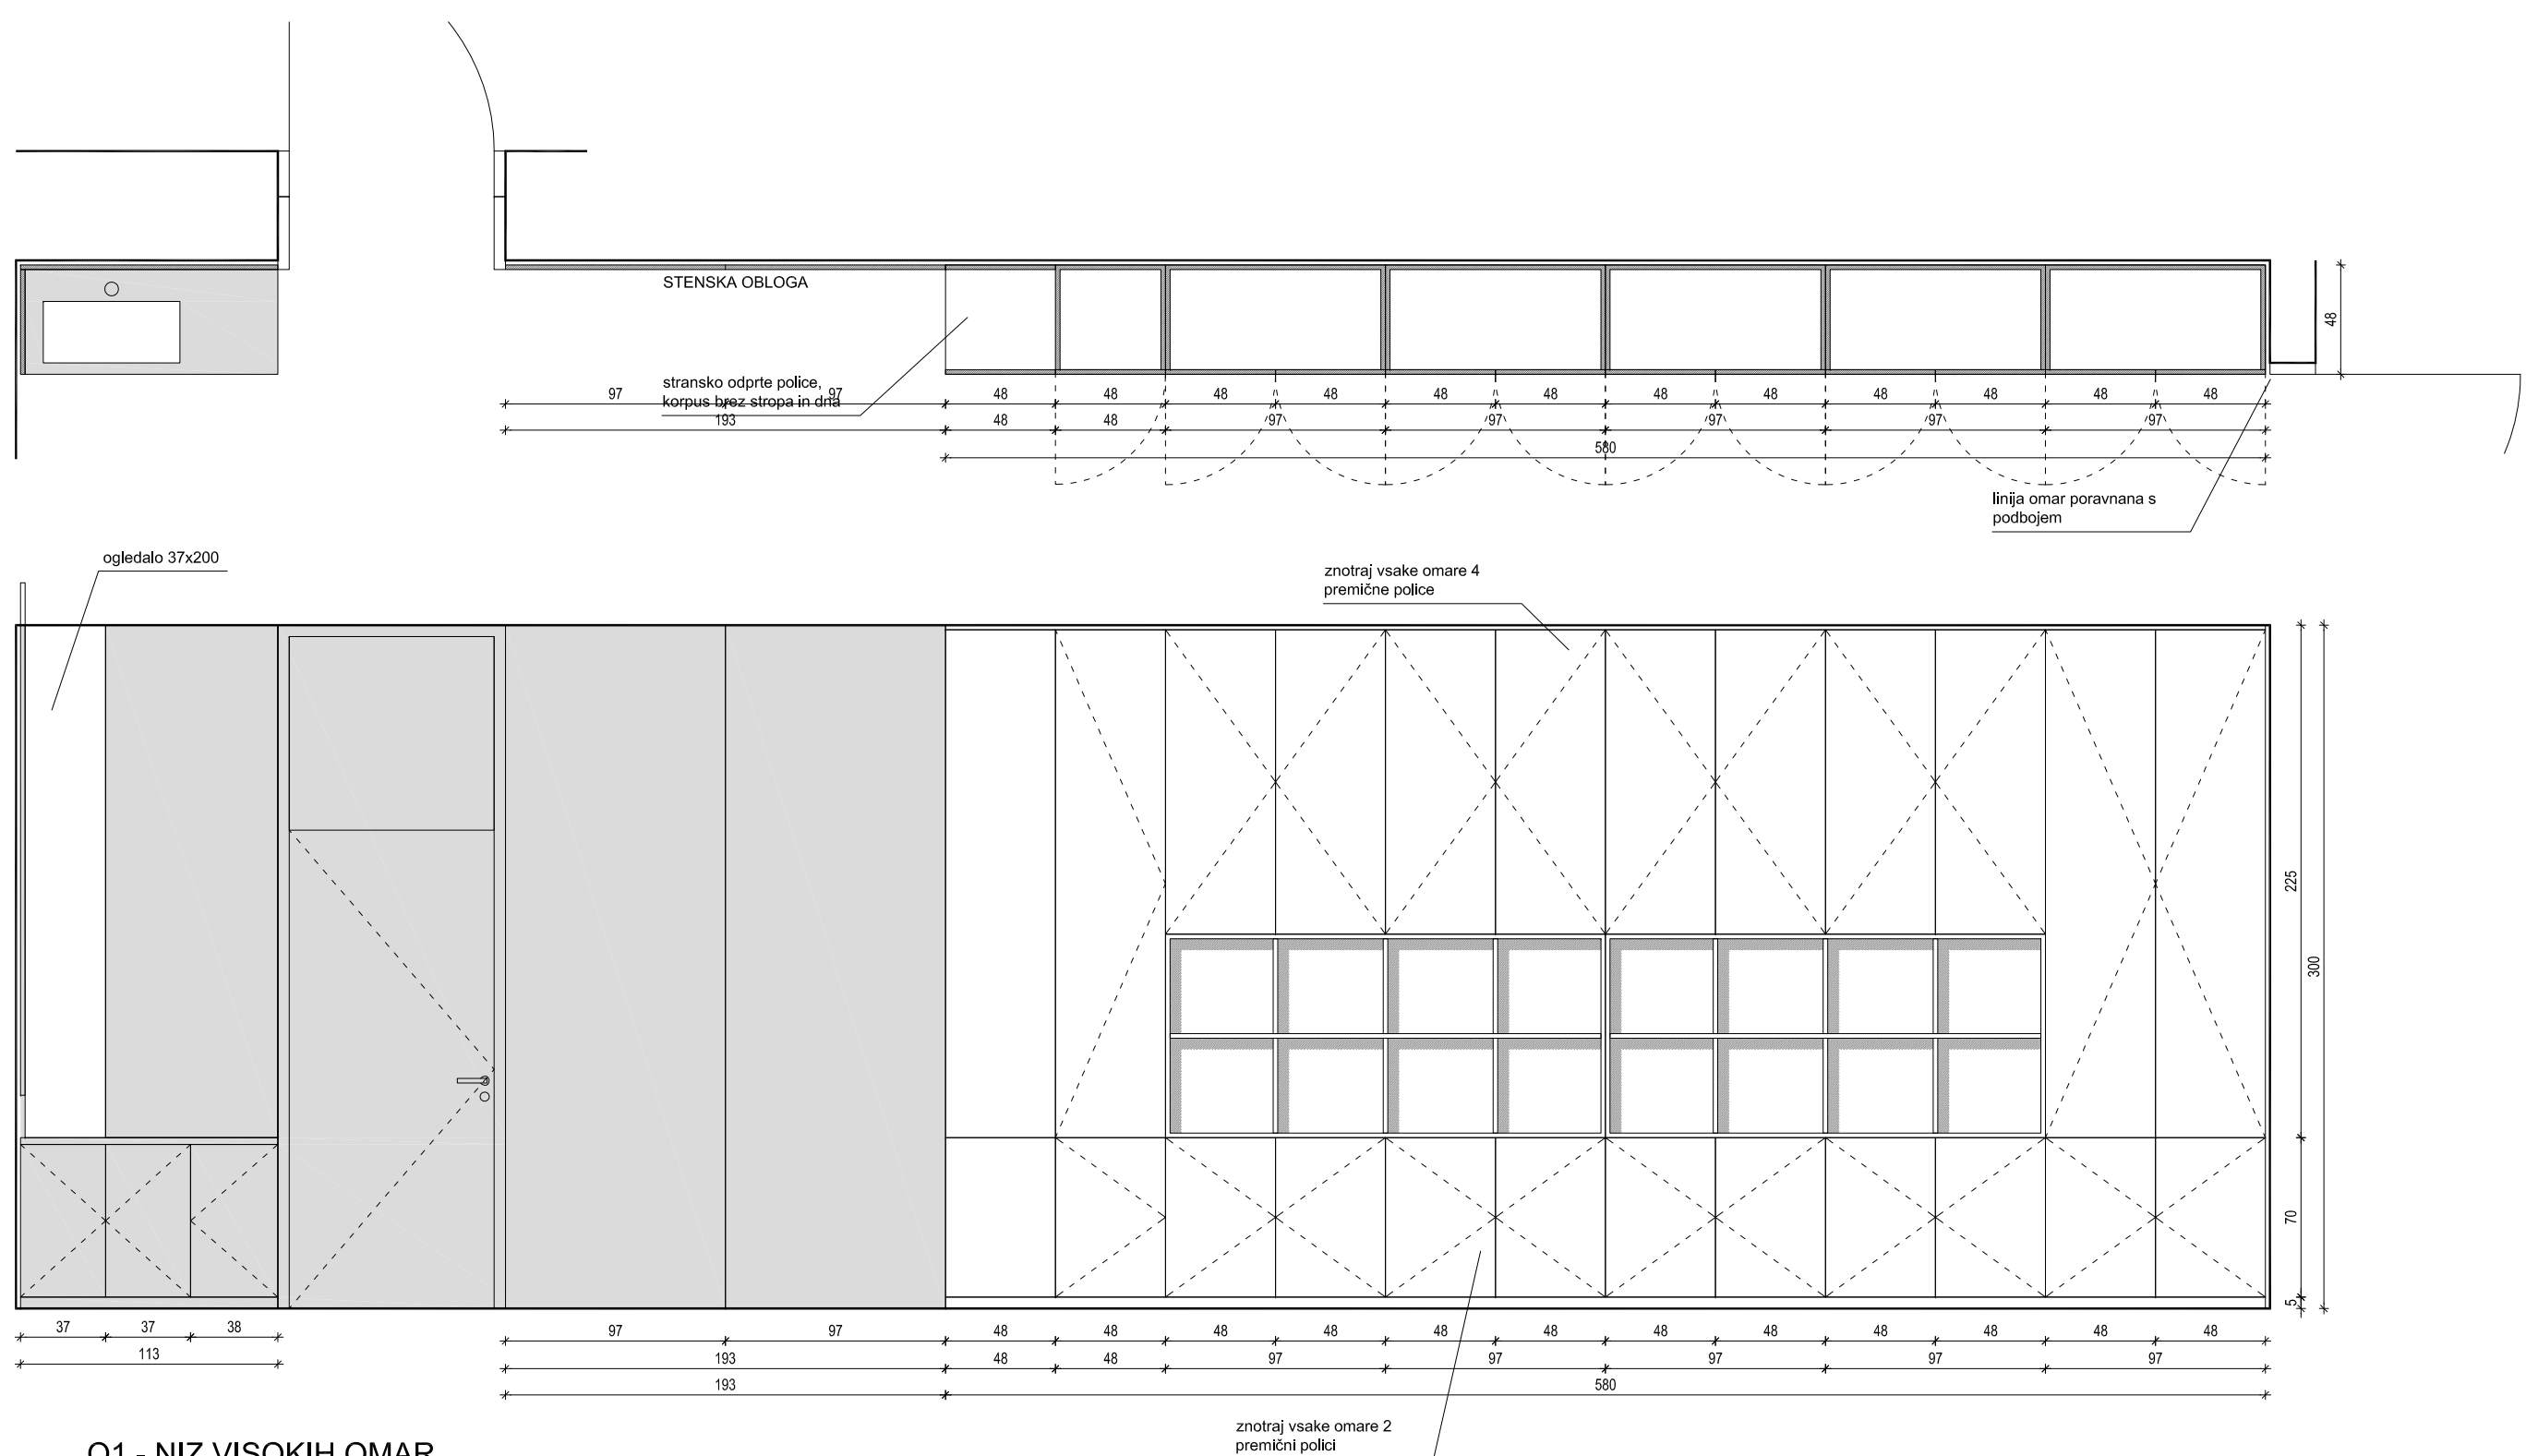 STENSKA OBLOGA
stransko odprte police,
korpus brez stropa in dna
97 97 48 48 48 48 48 48 48 48 48 48 48 48
193 48 48 97 97 97 97 97
580
48
linija omar poravnana s
podbojem
ogledalo 37x200
znotraj vsake omare 4
premične police
225
300
70
5
37 37 38 97 97 48 48 48 48 48 48 48 48 48 48 48 48
113 193 48 48 97 97 97 97 97
193 580
znotraj vsake omare 2
premični polici
O1 - NIZ VISOKIH OMAR